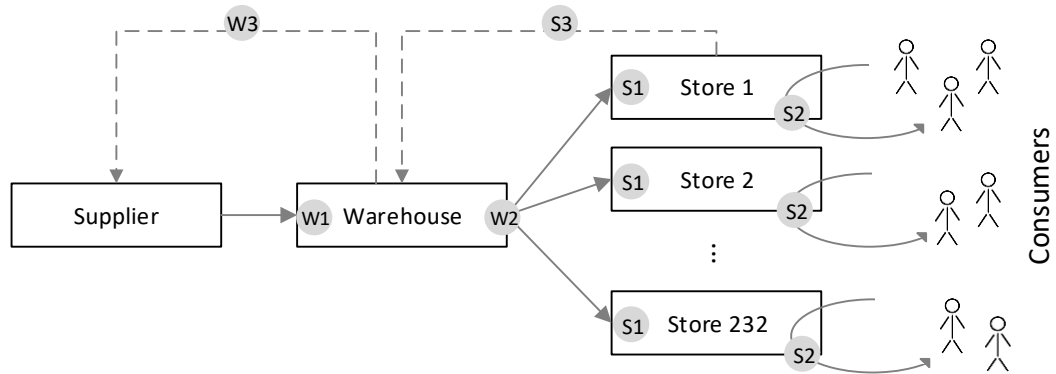 W3
S3
S1
Store 1
S2
S1
Store 2
S2
Supplier
W1
Warehouse
W2
⋮
S1
Store 232
S2
Consumers